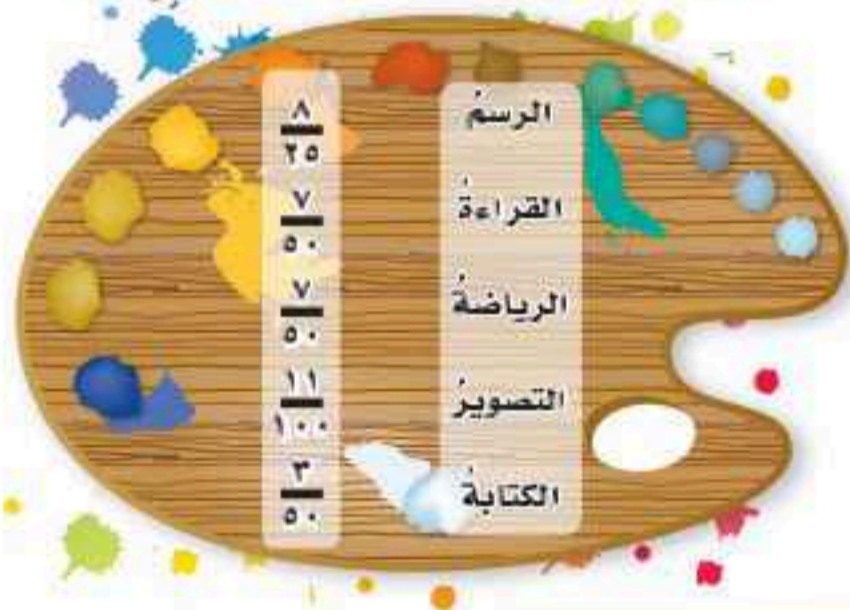 الرسمُ ٨/٢٥
القراءةُ ٧/٥٠
الرياضةُ ٧/٥٠
التصويرُ ١١/١٠٠
الكتابةُ ٣/٥٠